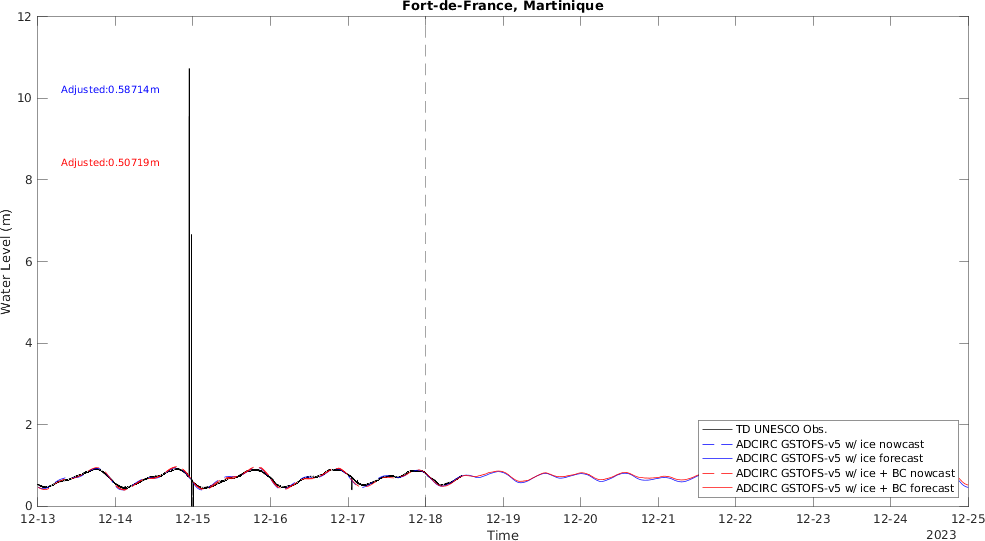 Fort-de-France, Martinique
12
10
8
6
4
2
0
Water Level (m)
Adjusted:0.58714m
Adjusted:0.50719m
TD UNESCO Obs.
ADCIRC GSTOFS-v5 w/ ice nowcast
ADCIRC GSTOFS-v5 w/ ice forecast
ADCIRC GSTOFS-v5 w/ ice + BC nowcast
ADCIRC GSTOFS-v5 w/ ice + BC forecast
12-13 12-14 12-15 12-16 12-17 12-18 12-19 12-20 12-21 12-22 12-23 12-24 12-25
Time
2023